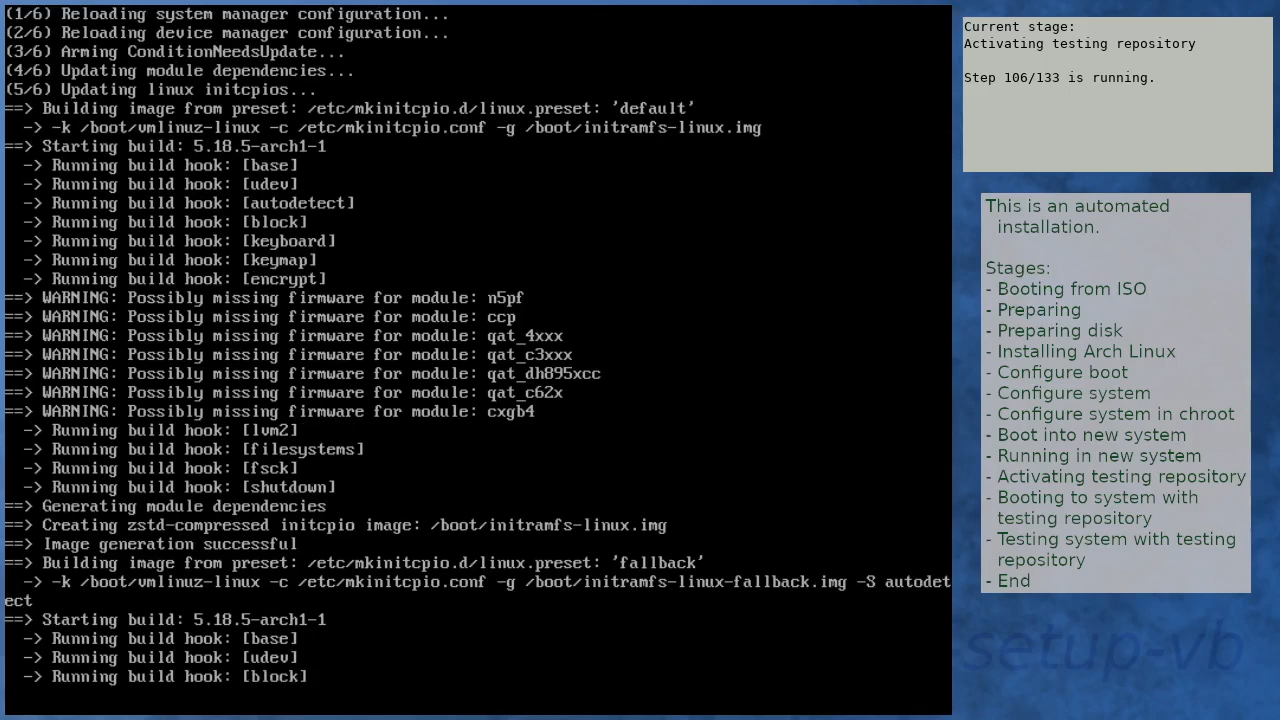 (1/6) Reloading system manager configuration...
(2/6) Reloading device manager configuration...
(3/6) Arming ConditionNeedsUpdate...
(4/6) Updating module dependencies...
(5/6) Updating linux initcpios...
==> Building image from preset: /etc/mkinitcpio.d/linux.preset: 'default'
  -> -k /boot/vmlinuz-linux -c /etc/mkinitcpio.conf -g /boot/initramfs-linux.img
==> Starting build: 5.18.5-arch1-1
  -> Running build hook: [base]
  -> Running build hook: [udev]
  -> Running build hook: [autodetect]
  -> Running build hook: [block]
  -> Running build hook: [keyboard]
  -> Running build hook: [keymap]
  -> Running build hook: [encrypt]
==> WARNING: Possibly missing firmware for module: n5pf
==> WARNING: Possibly missing firmware for module: ccp
==> WARNING: Possibly missing firmware for module: qat_4xxx
==> WARNING: Possibly missing firmware for module: qat_c3xxx
==> WARNING: Possibly missing firmware for module: qat_dh895xcc
==> WARNING: Possibly missing firmware for module: qat_c62x
==> WARNING: Possibly missing firmware for module: cxgb4
  -> Running build hook: [lvm2]
  -> Running build hook: [filesystems]
  -> Running build hook: [fsck]
  -> Running build hook: [shutdown]
==> Generating module dependencies
==> Creating zstd-compressed initcpio image: /boot/initramfs-linux.img
==> Image generation successful
==> Building image from preset: /etc/mkinitcpio.d/linux.preset: 'fallback'
  -> -k /boot/vmlinuz-linux -c /etc/mkinitcpio.conf -g /boot/initramfs-linux-fallback.img -S autodet
ect
==> Starting build: 5.18.5-arch1-1
  -> Running build hook: [base]
  -> Running build hook: [udev]
  -> Running build hook: [block]
Current stage:
Activating testing repository
Step 106/133 is running.
This is an automated
installation.
Stages:
- Booting from ISO
- Preparing
- Preparing disk
- Installing Arch Linux
- Configure boot
- Configure system
- Configure system in chroot
- Boot into new system
- Running in new system
- Activating testing repository
- Booting to system with
testing repository
- Testing system with testing
repository
- End
setup-vb